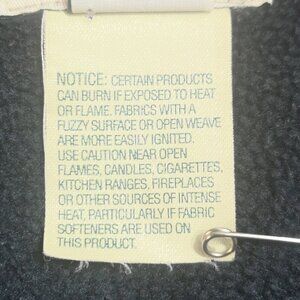 NOTICE: CERTAIN PRODUCTS
CAN BURN IF EXPOSED TO HEAT
OR FLAME. FABRICS WITH A
FUZZY SURFACE OR OPEN WEAVE
ARE MORE EASILY IGNITED.
USE CAUTION NEAR OPEN
FLAMES, CANDLES, CIGARETTES,
KITCHEN RANGES, FIREPLACES
OR OTHER SOURCES OF INTENSE
HEAT, PARTICULARLY IF FABRIC
SOFTENERS ARE USED ON
THIS PRODUCT.